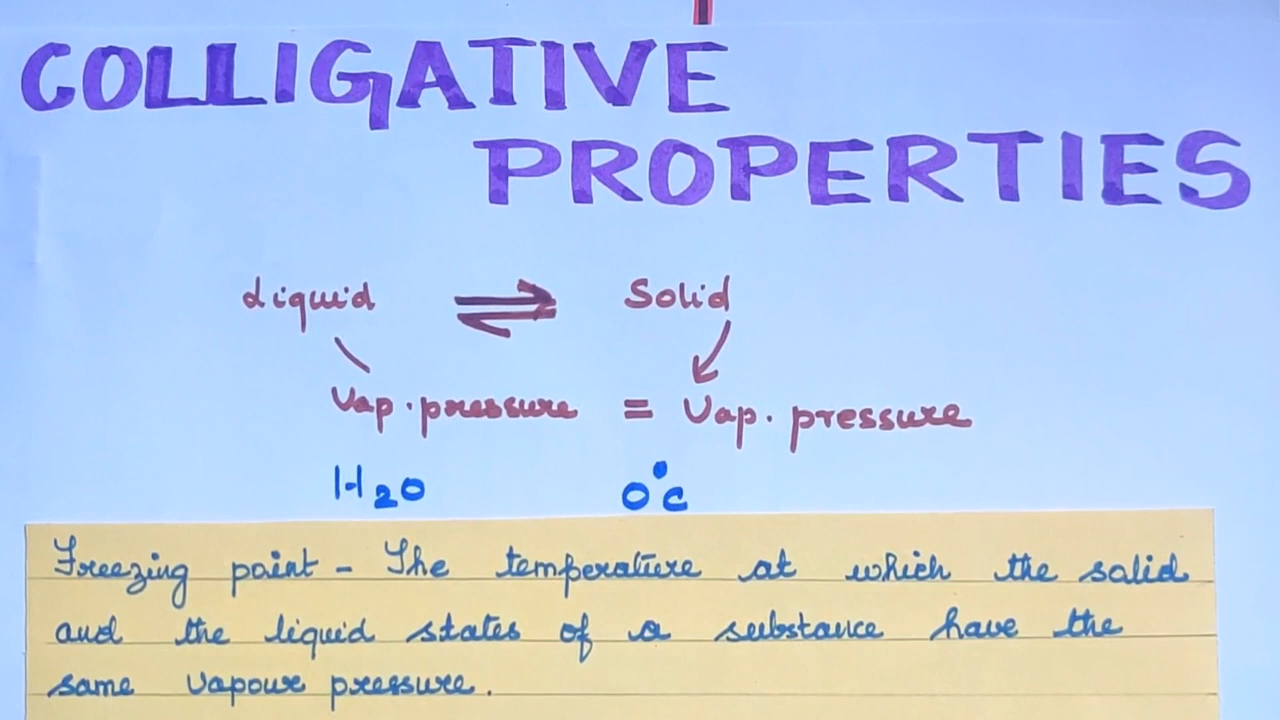 COLLIGATIVE
PROPERTIES
Liquid ⇌ Solid
Vap. pressure = Vap. pressure
H2O 0°C
Freezing point - The temperature at which the solid
and the liquid states of a substance have the
same vapour pressure.